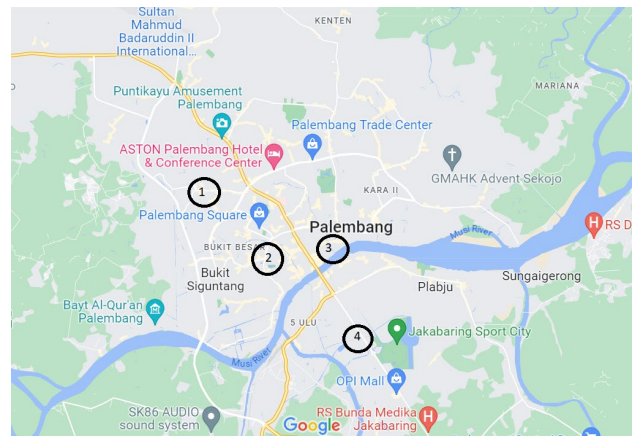 Sultan
Mahmud
Badaruddin II
International...
KENTEN
MARIANA
Puntikayu Amusement
Palembang
Palembang Trade Center
ASTON Palembang Hotel
& Conference Center
GMAHK Advent Sekojo
1
KARA II
Palembang Square
Palembang
Musi River
H
RS D
BUKIT BESAR
2
3
Bukit
Siguntang
Plabju
Sungaigerong
Bayt Al-Qur'an
Palembang
5 ULU
4
Jakabaring Sport City
Musi River
OPI Mall
SK86 AUDIO
sound system
Google
RS Bunda Medika
Jakabaring
H